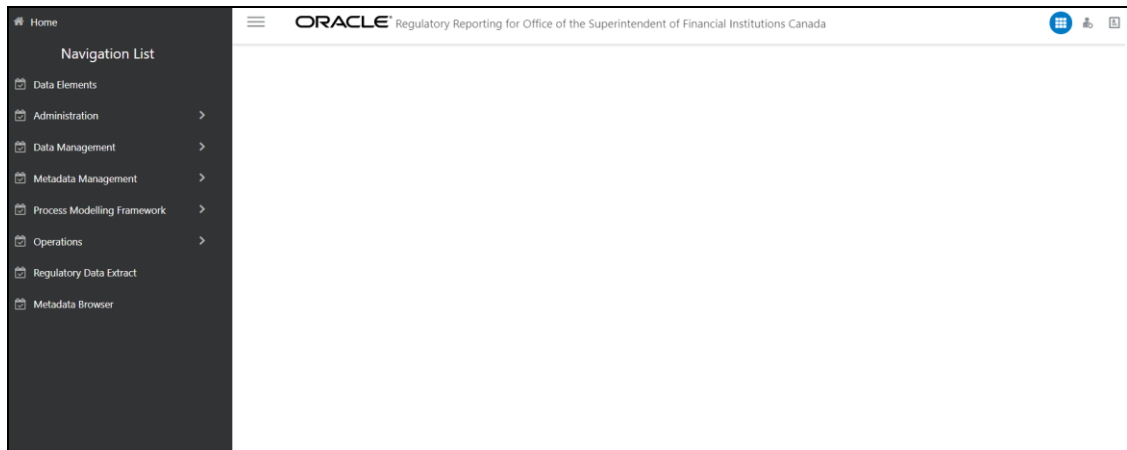 Home
ORACLE® Regulatory Reporting for Office of the Superintendent of Financial Institutions Canada
Navigation List
Data Elements
Administration
Data Management
Metadata Management
Process Modelling Framework
Operations
Regulatory Data Extract
Metadata Browser